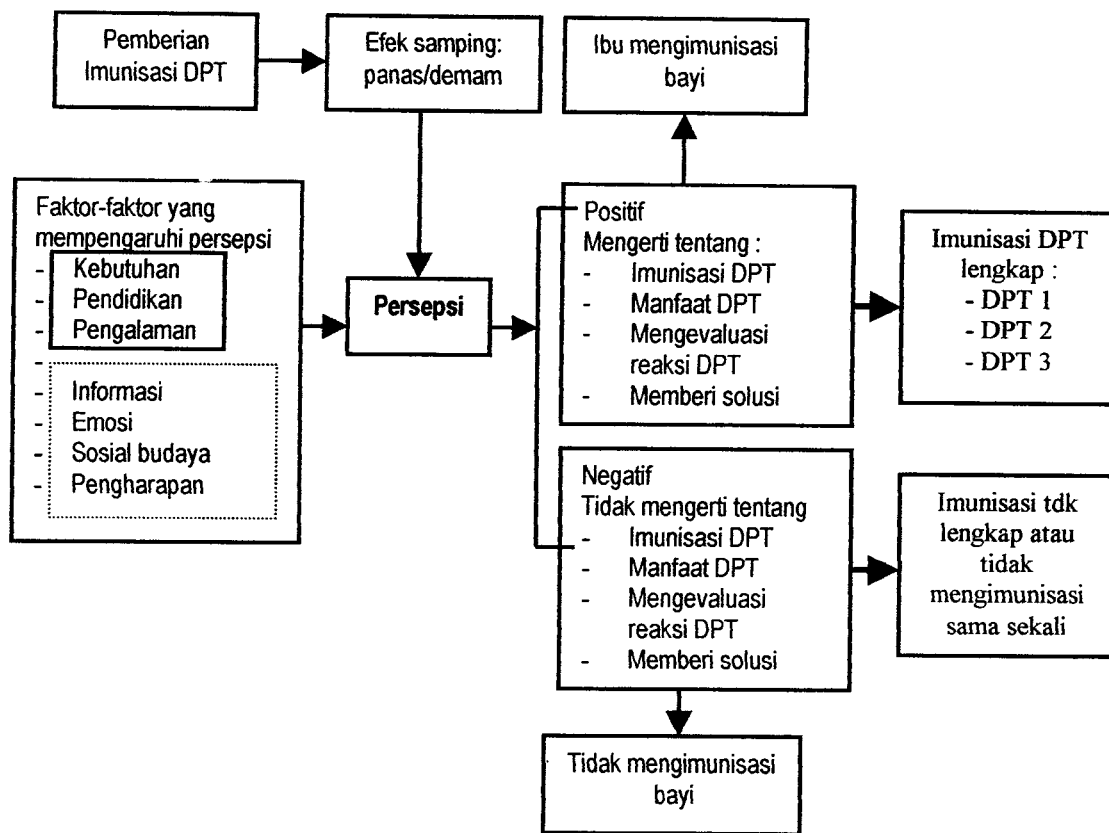 Pemberian
Imunisasi DPT
Efek samping:
panas/demam
Ibu mengimunisasi
bayi
Faktor-faktor yang
mempengaruhi persepsi
- Kebutuhan
- Pendidikan
- Pengalaman
-
- Informasi
- Emosi
- Sosial budaya
- Pengharapan
Persepsi
Positif
Mengerti tentang :
- Imunisasi DPT
- Manfaat DPT
- Mengevaluasi
reaksi DPT
- Memberi solusi
Imunisasi DPT
lengkap :
- DPT 1
- DPT 2
- DPT 3
Negatif
Tidak mengerti tentang
- Imunisasi DPT
- Manfaat DPT
- Mengevaluasi
reaksi DPT
- Memberi solusi
Imunisasi tdk
lengkap atau
tidak
mengimunisasi
sama sekali
Tidak mengimunisasi
bayi